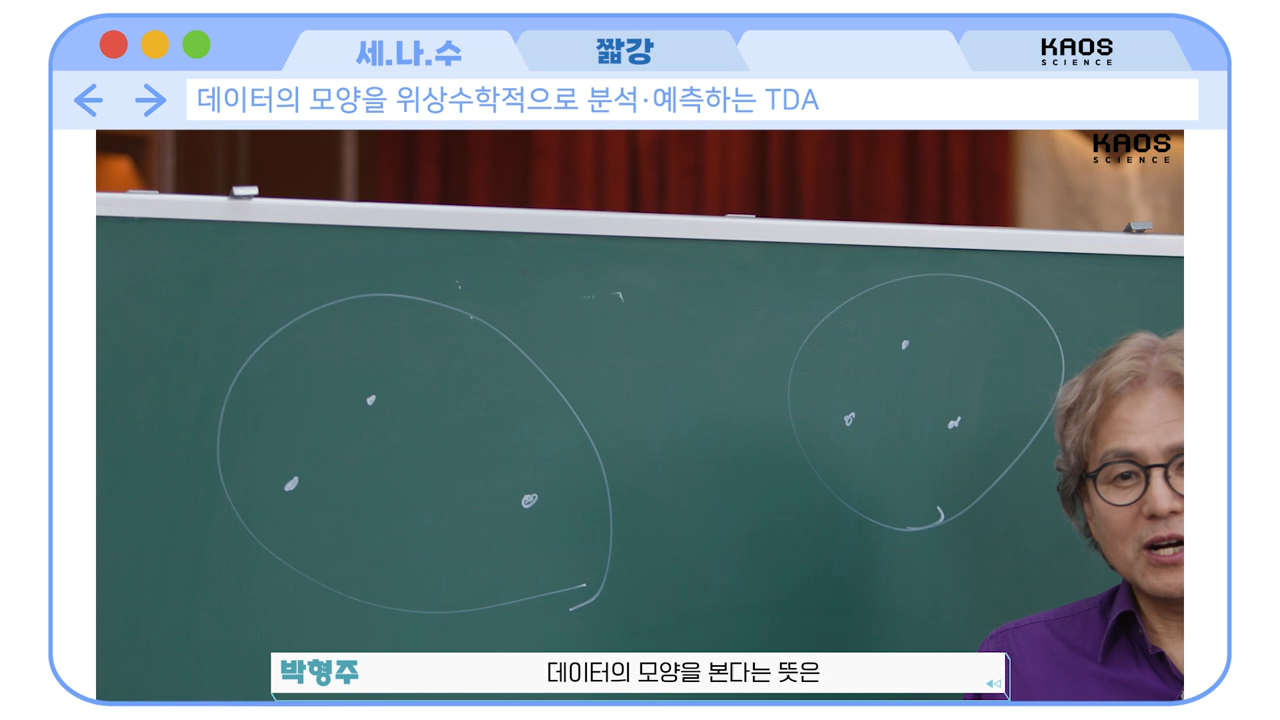 세.나.수
짧강
KAOS
SCIENCE
데이터의 모양을 위상수학적으로 분석·예측하는 TDA
KAOS
SCIENCE
박형주
데이터의 모양을 본다는 뜻은